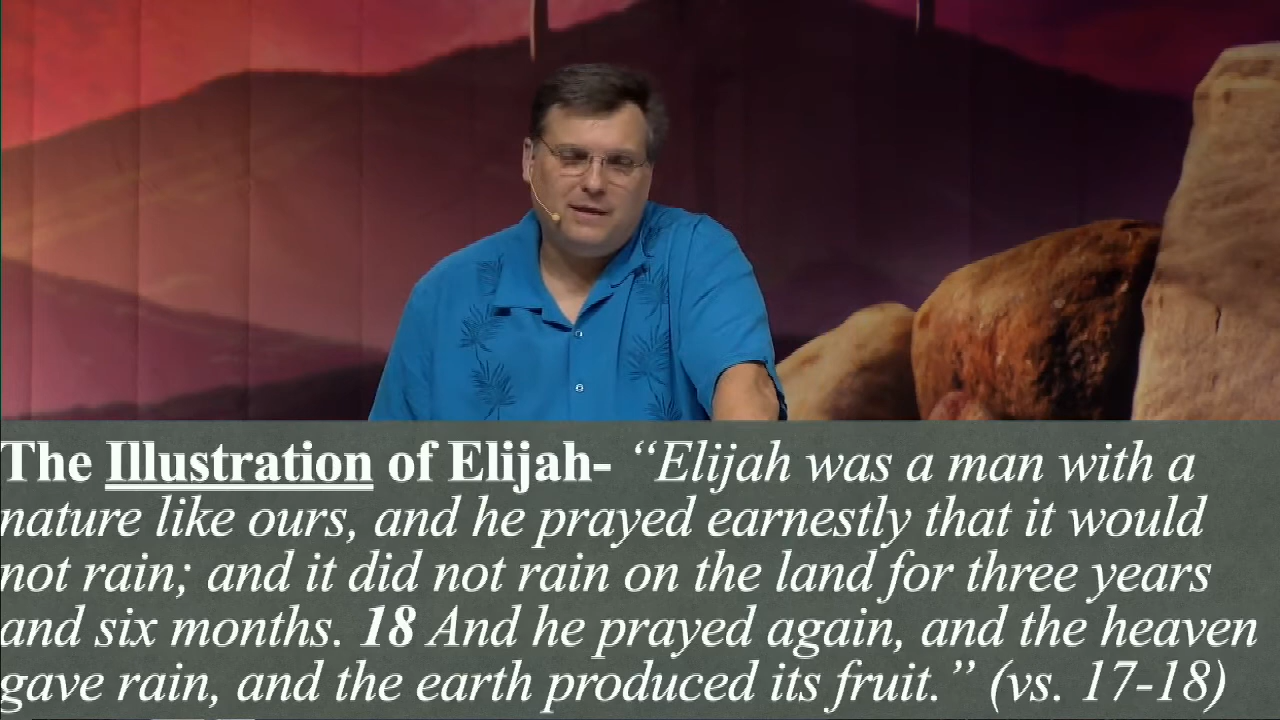 The Illustration of Elijah- “Elijah was a man with a
nature like ours, and he prayed earnestly that it would
not rain; and it did not rain on the land for three years
and six months. 18 And he prayed again, and the heaven
gave rain, and the earth produced its fruit.” (vs. 17-18)